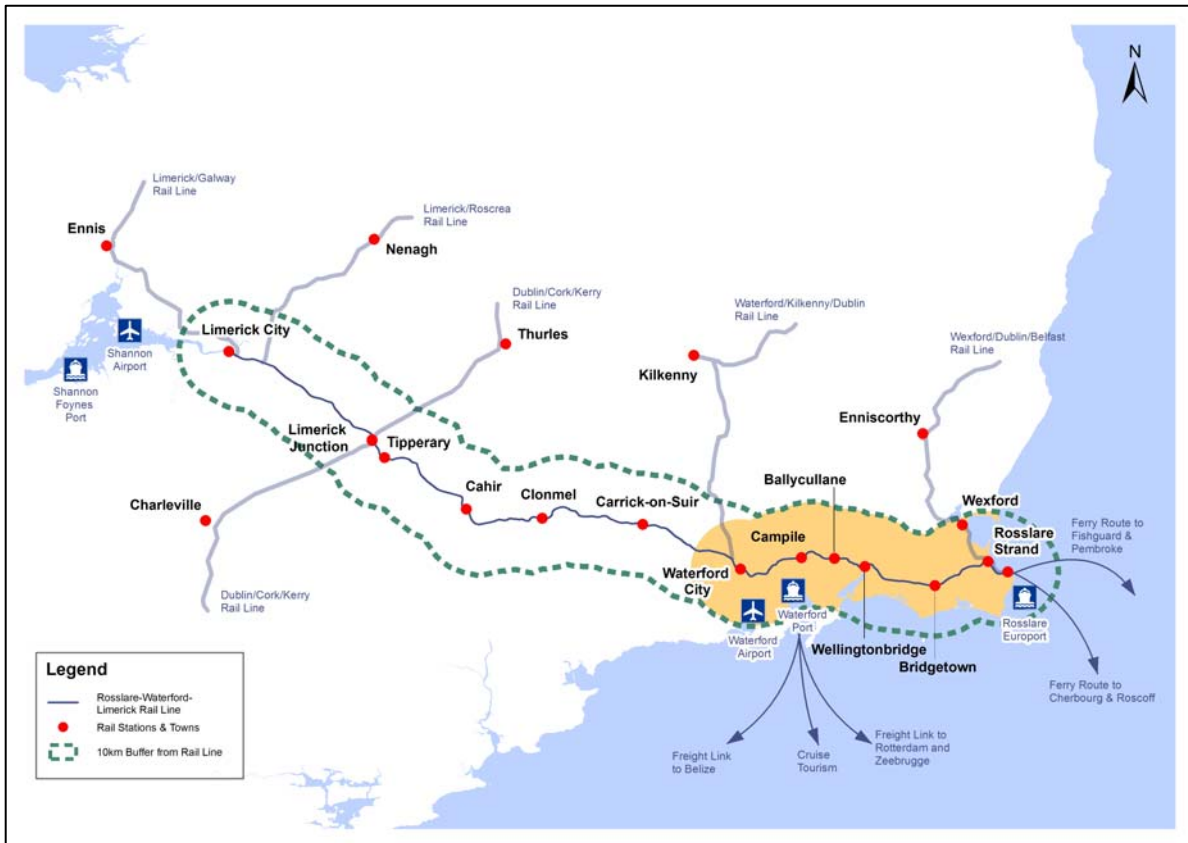 N
Limerick/Galway
Rail Line
Limerick/Roscrea
Rail Line
Ennis
Nenagh
Dublin/Cork/Kerry
Rail Line
Waterford/Kilkenny/Dublin
Rail Line
Limerick City
Thurles
Wexford/Dublin/Belfast
Rail Line
Shannon
Airport
Kilkenny
Shannon
Foynes
Port
Enniscorthy
Limerick
Junction
Tipperary
Ballycullane
Cahir
Clonmel
Carrick-on-Suir
Wexford
Charleville
Rosslare
Strand
Ferry Route to
Fishguard &
Pembroke
Campile
Waterford
City
Dublin/Cork/Kerry
Rail Line
Waterford
Port
Rosslare
Europort
Waterford
Airport
Wellingtonbridge
Bridgetown
Ferry Route to
Cherbourg & Roscoff
Legend
Rosslare-Waterford-
Limerick Rail Line
Rail Stations & Towns
10km Buffer from Rail Line
Freight Link
to Belize
Cruise
Tourism
Freight Link to
Rotterdam and
Zeebrugge